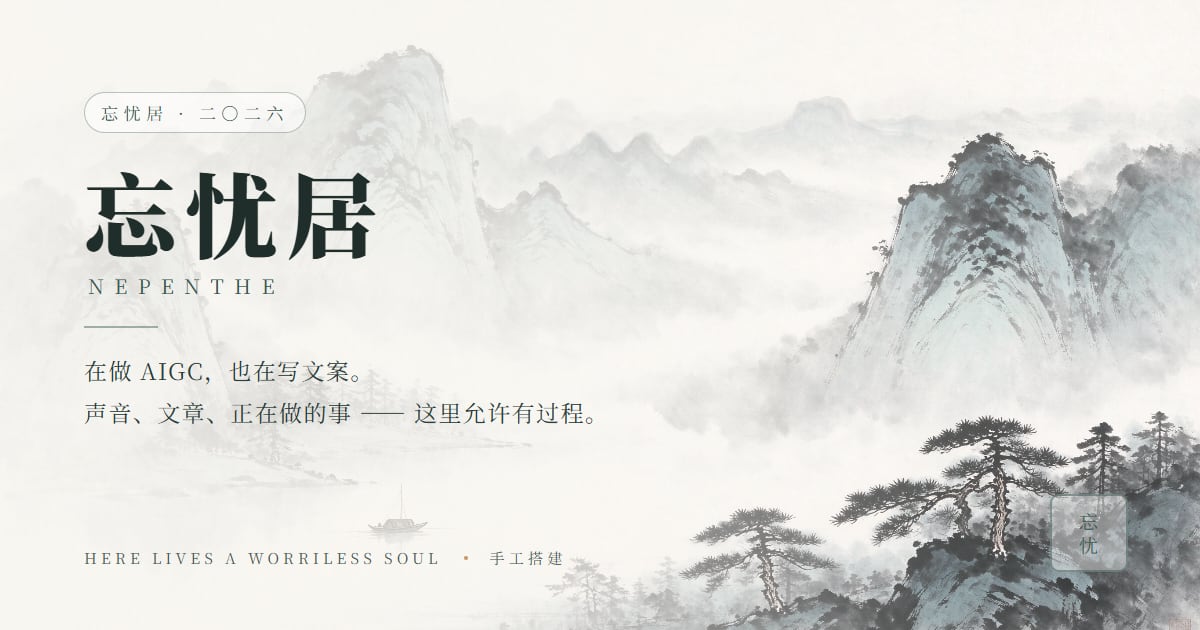 忘忧居 · 二〇二六
忘忧居
NEPENTHE
在做 AIGC，也在写文案。
声音、文章、正在做的事 —— 这里允许有过程。
HERE LIVES A WORRILESS SOUL • 手工搭建
忘
忧